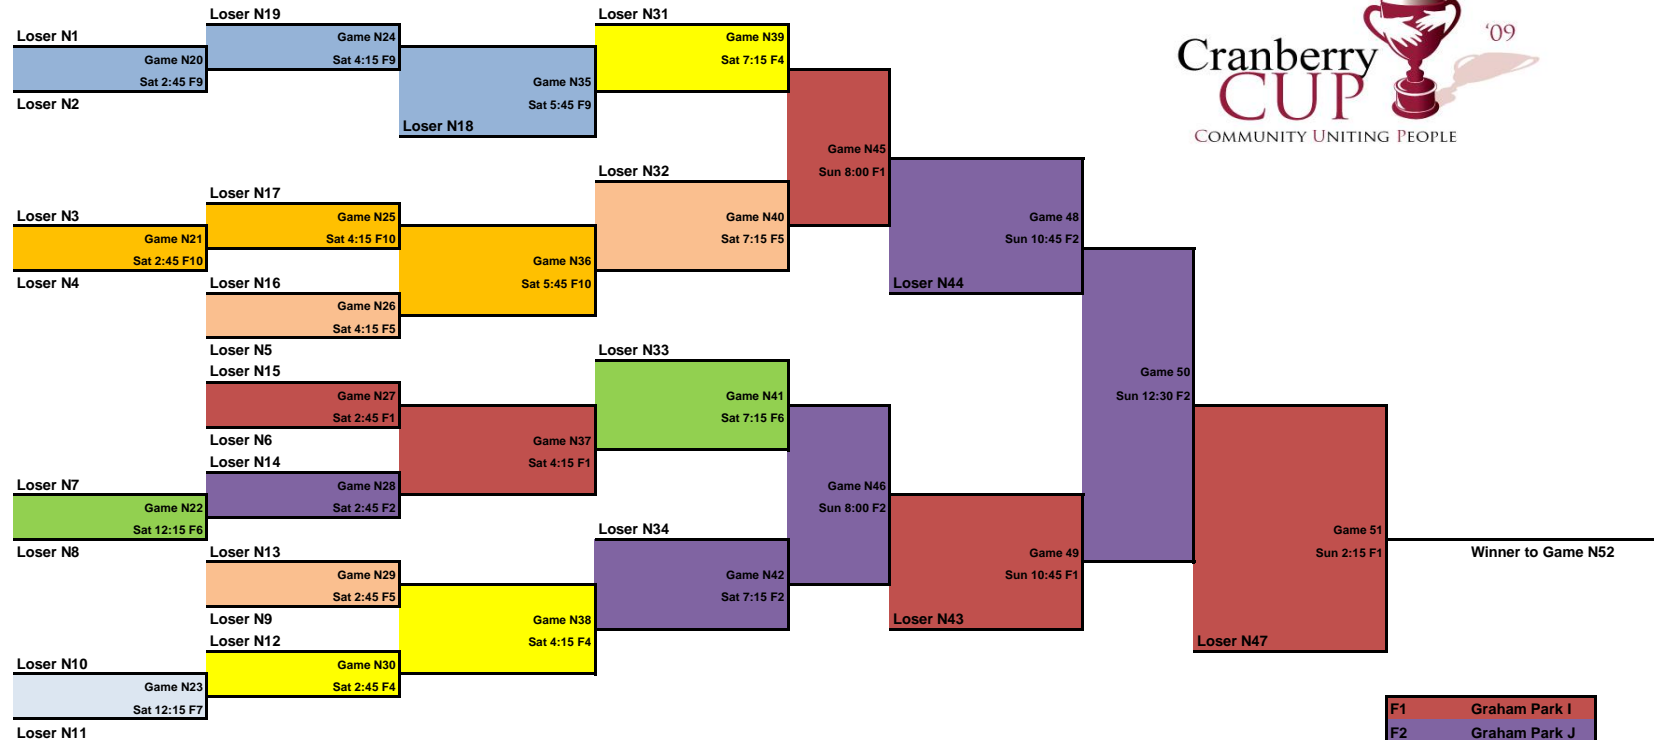 Loser N19
Loser N31
Loser N1
Game N24
Game N39
'09
Game N20
Sat 4:15 F9
Sat 7:15 F4
Cranberry
Sat 2:45 F9
Game N35
CUP
Loser N2
Sat 5:45 F9
Loser N18
COMMUNITY UNITING PEOPLE
Game N45
Loser N32
Sun 8:00 F1
Loser N17
Loser N3
Game N25
Game N40
Game 48
Game N21
Sat 4:15 F10
Sat 7:15 F5
Sun 10:45 F2
Sat 2:45 F10
Game N36
Loser N4
Loser N16
Sat 5:45 F10
Loser N44
Game N26
Sat 4:15 F5
Loser N5
Loser N33
Loser N15
Game 50
Game N27
Game N41
Sun 12:30 F2
Sat 2:45 F1
Sat 7:15 F6
Loser N6
Game N37
Loser N14
Sat 4:15 F1
Loser N7
Game N28
Game N46
Game N22
Sat 2:45 F2
Sun 8:00 F2
Sat 12:15 F6
Loser N34
Game 51
Loser N8
Loser N13
Game 49
Sun 2:15 F1
Winner to Game N52
Game N29
Game N42
Sun 10:45 F1
Sat 2:45 F5
Sat 7:15 F2
Loser N9
Game N38
Loser N43
Loser N12
Sat 4:15 F4
Loser N47
Loser N10
Game N30
Game N23
Sat 2:45 F4
Sat 12:15 F7
F1 Graham Park I
Loser N11
F2 Graham Park J